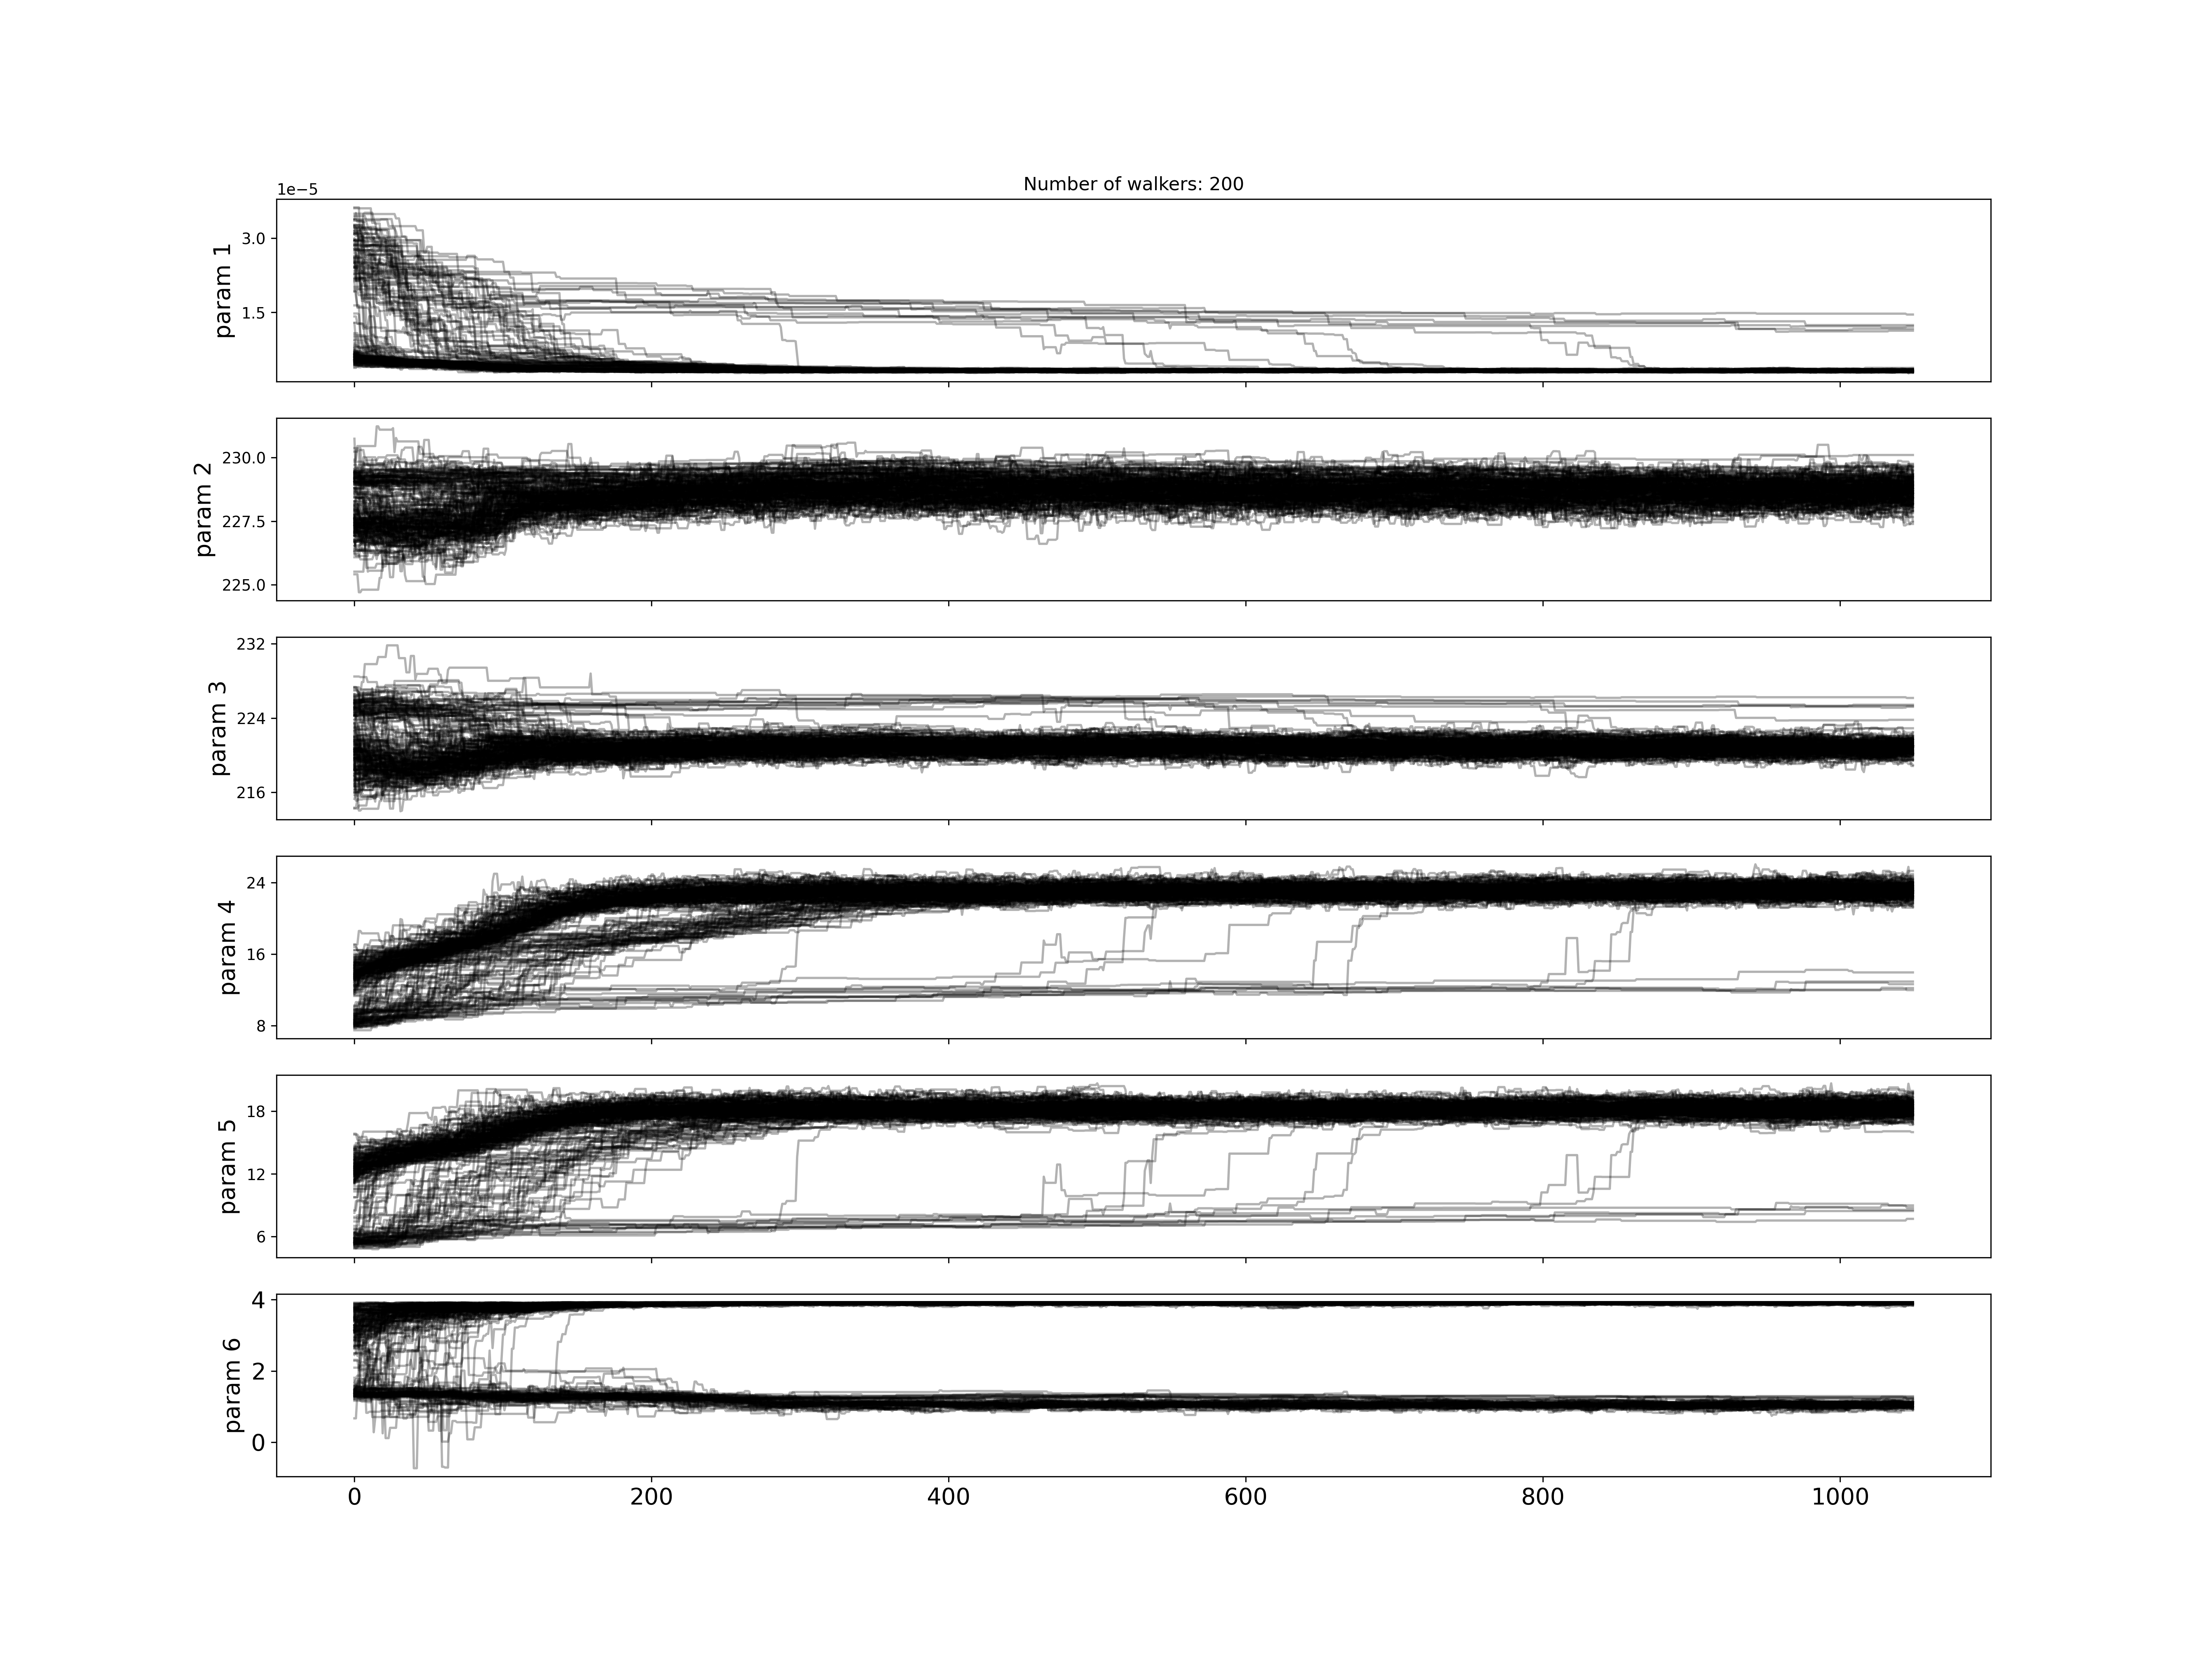 Number of walkers: 200
1e−5
param 1
3.0
1.5
param 2
230.0
227.5
225.0
param 3
232
224
216
param 4
24
16
8
param 5
18
12
6
param 6
4
2
0
0 200 400 600 800 1000